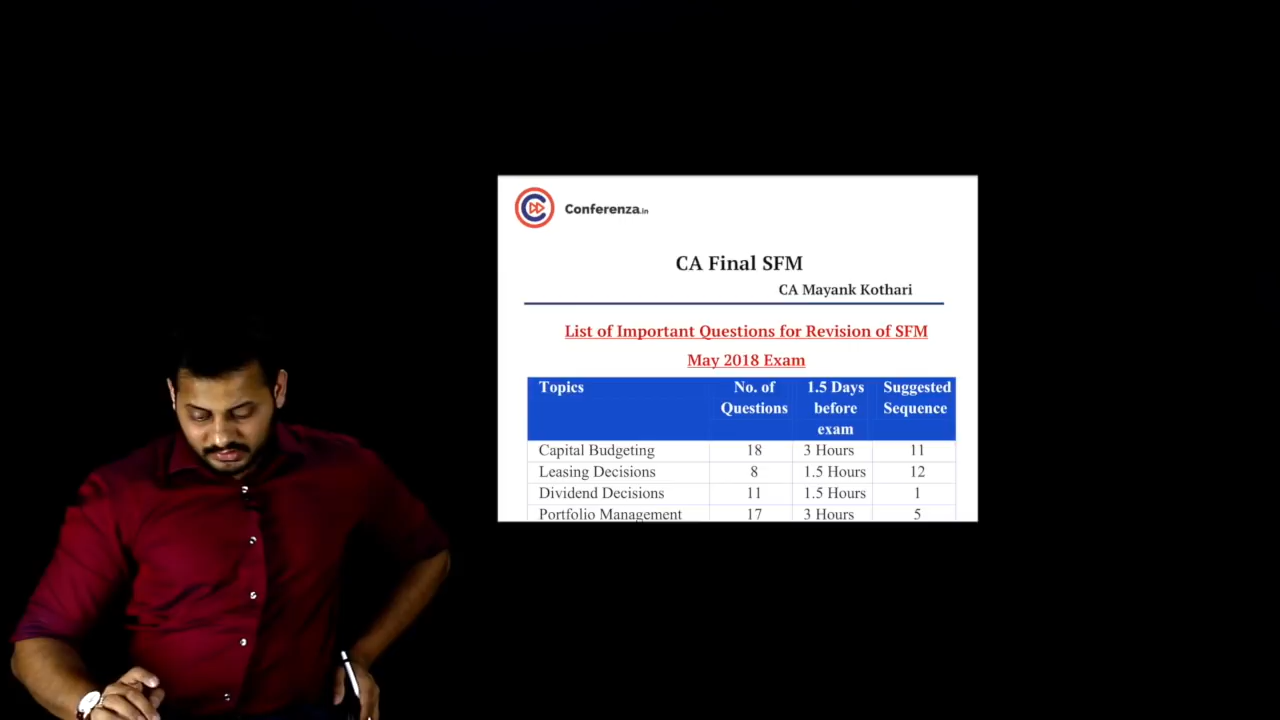 Conferenza.in
CA Final SFM
CA Mayank Kothari
List of Important Questions for Revision of SFM
May 2018 Exam
Topics No. of Questions 1.5 Days before exam Suggested Sequence
Capital Budgeting 18 3 Hours 11
Leasing Decisions 8 1.5 Hours 12
Dividend Decisions 11 1.5 Hours 1
Portfolio Management 17 3 Hours 5